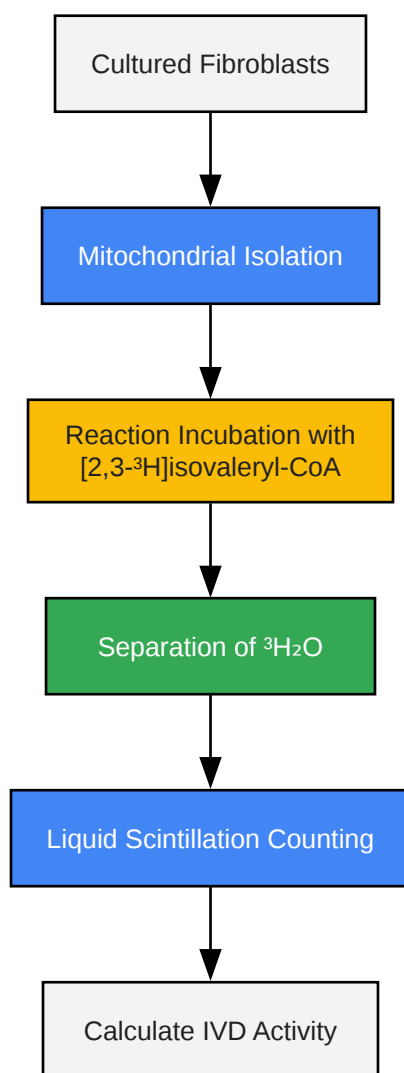 Cultured Fibroblasts
Mitochondrial Isolation
Reaction Incubation with
[2,3-³H]isovaleryl-CoA
Separation of ³H₂O
Liquid Scintillation Counting
Calculate IVD Activity